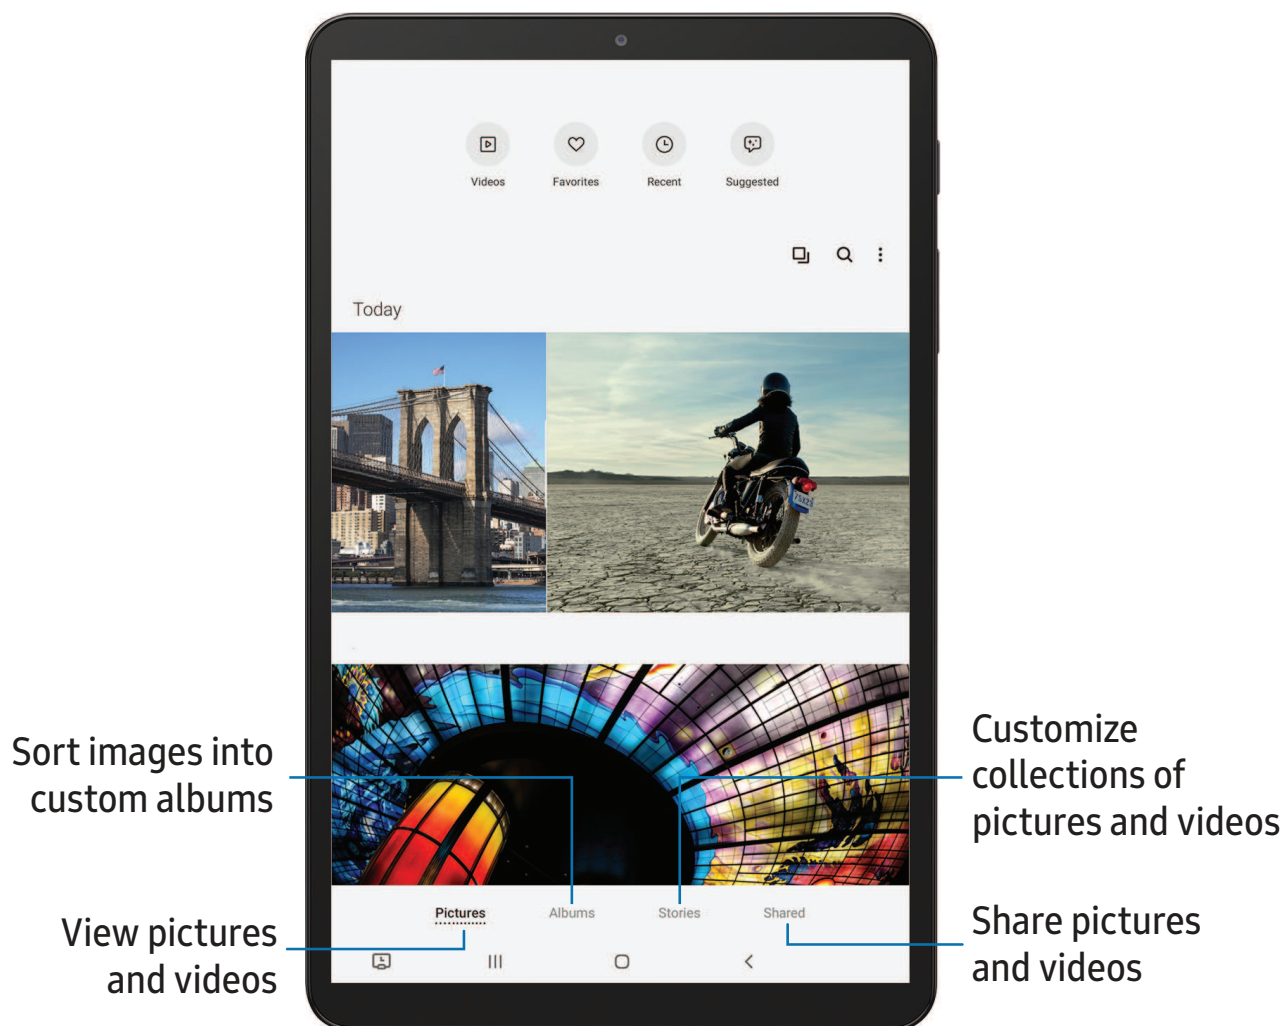 Videos
Favorites
Recent
Suggested
Today
75X23
Sort images into
custom albums
Customize
collections of
pictures and videos
Pictures
Albums
Stories
Shared
View pictures
and videos
Share pictures
and videos